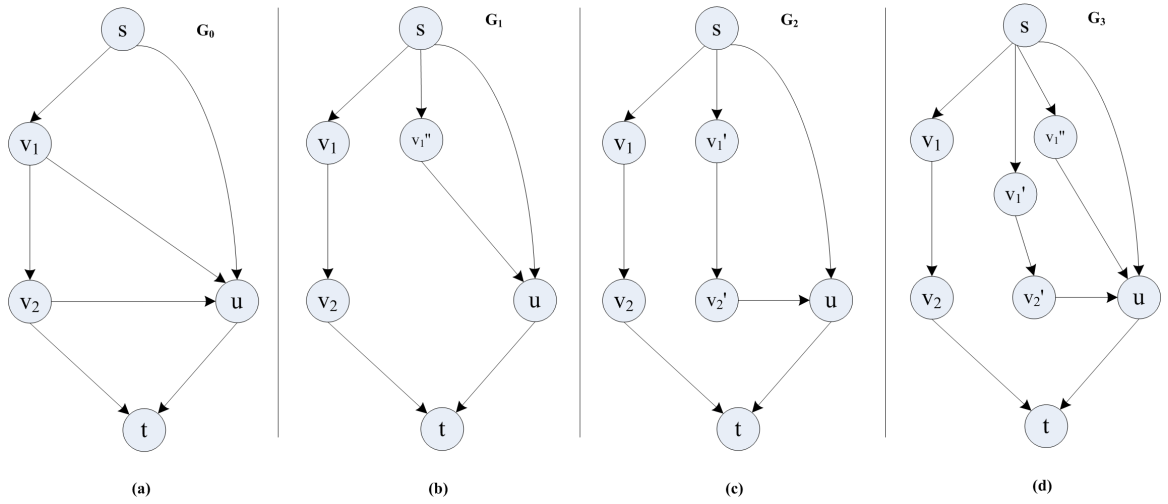 s
G₀
v₁
v₂
u
t
(a)
s
G₁
v₁
v₁"
v₂
u
t
(b)
s
G₂
v₁
v₁'
v₂
v₂'
u
t
(c)
s
G₃
v₁
v₁"
v₁'
v₂
v₂'
u
t
(d)